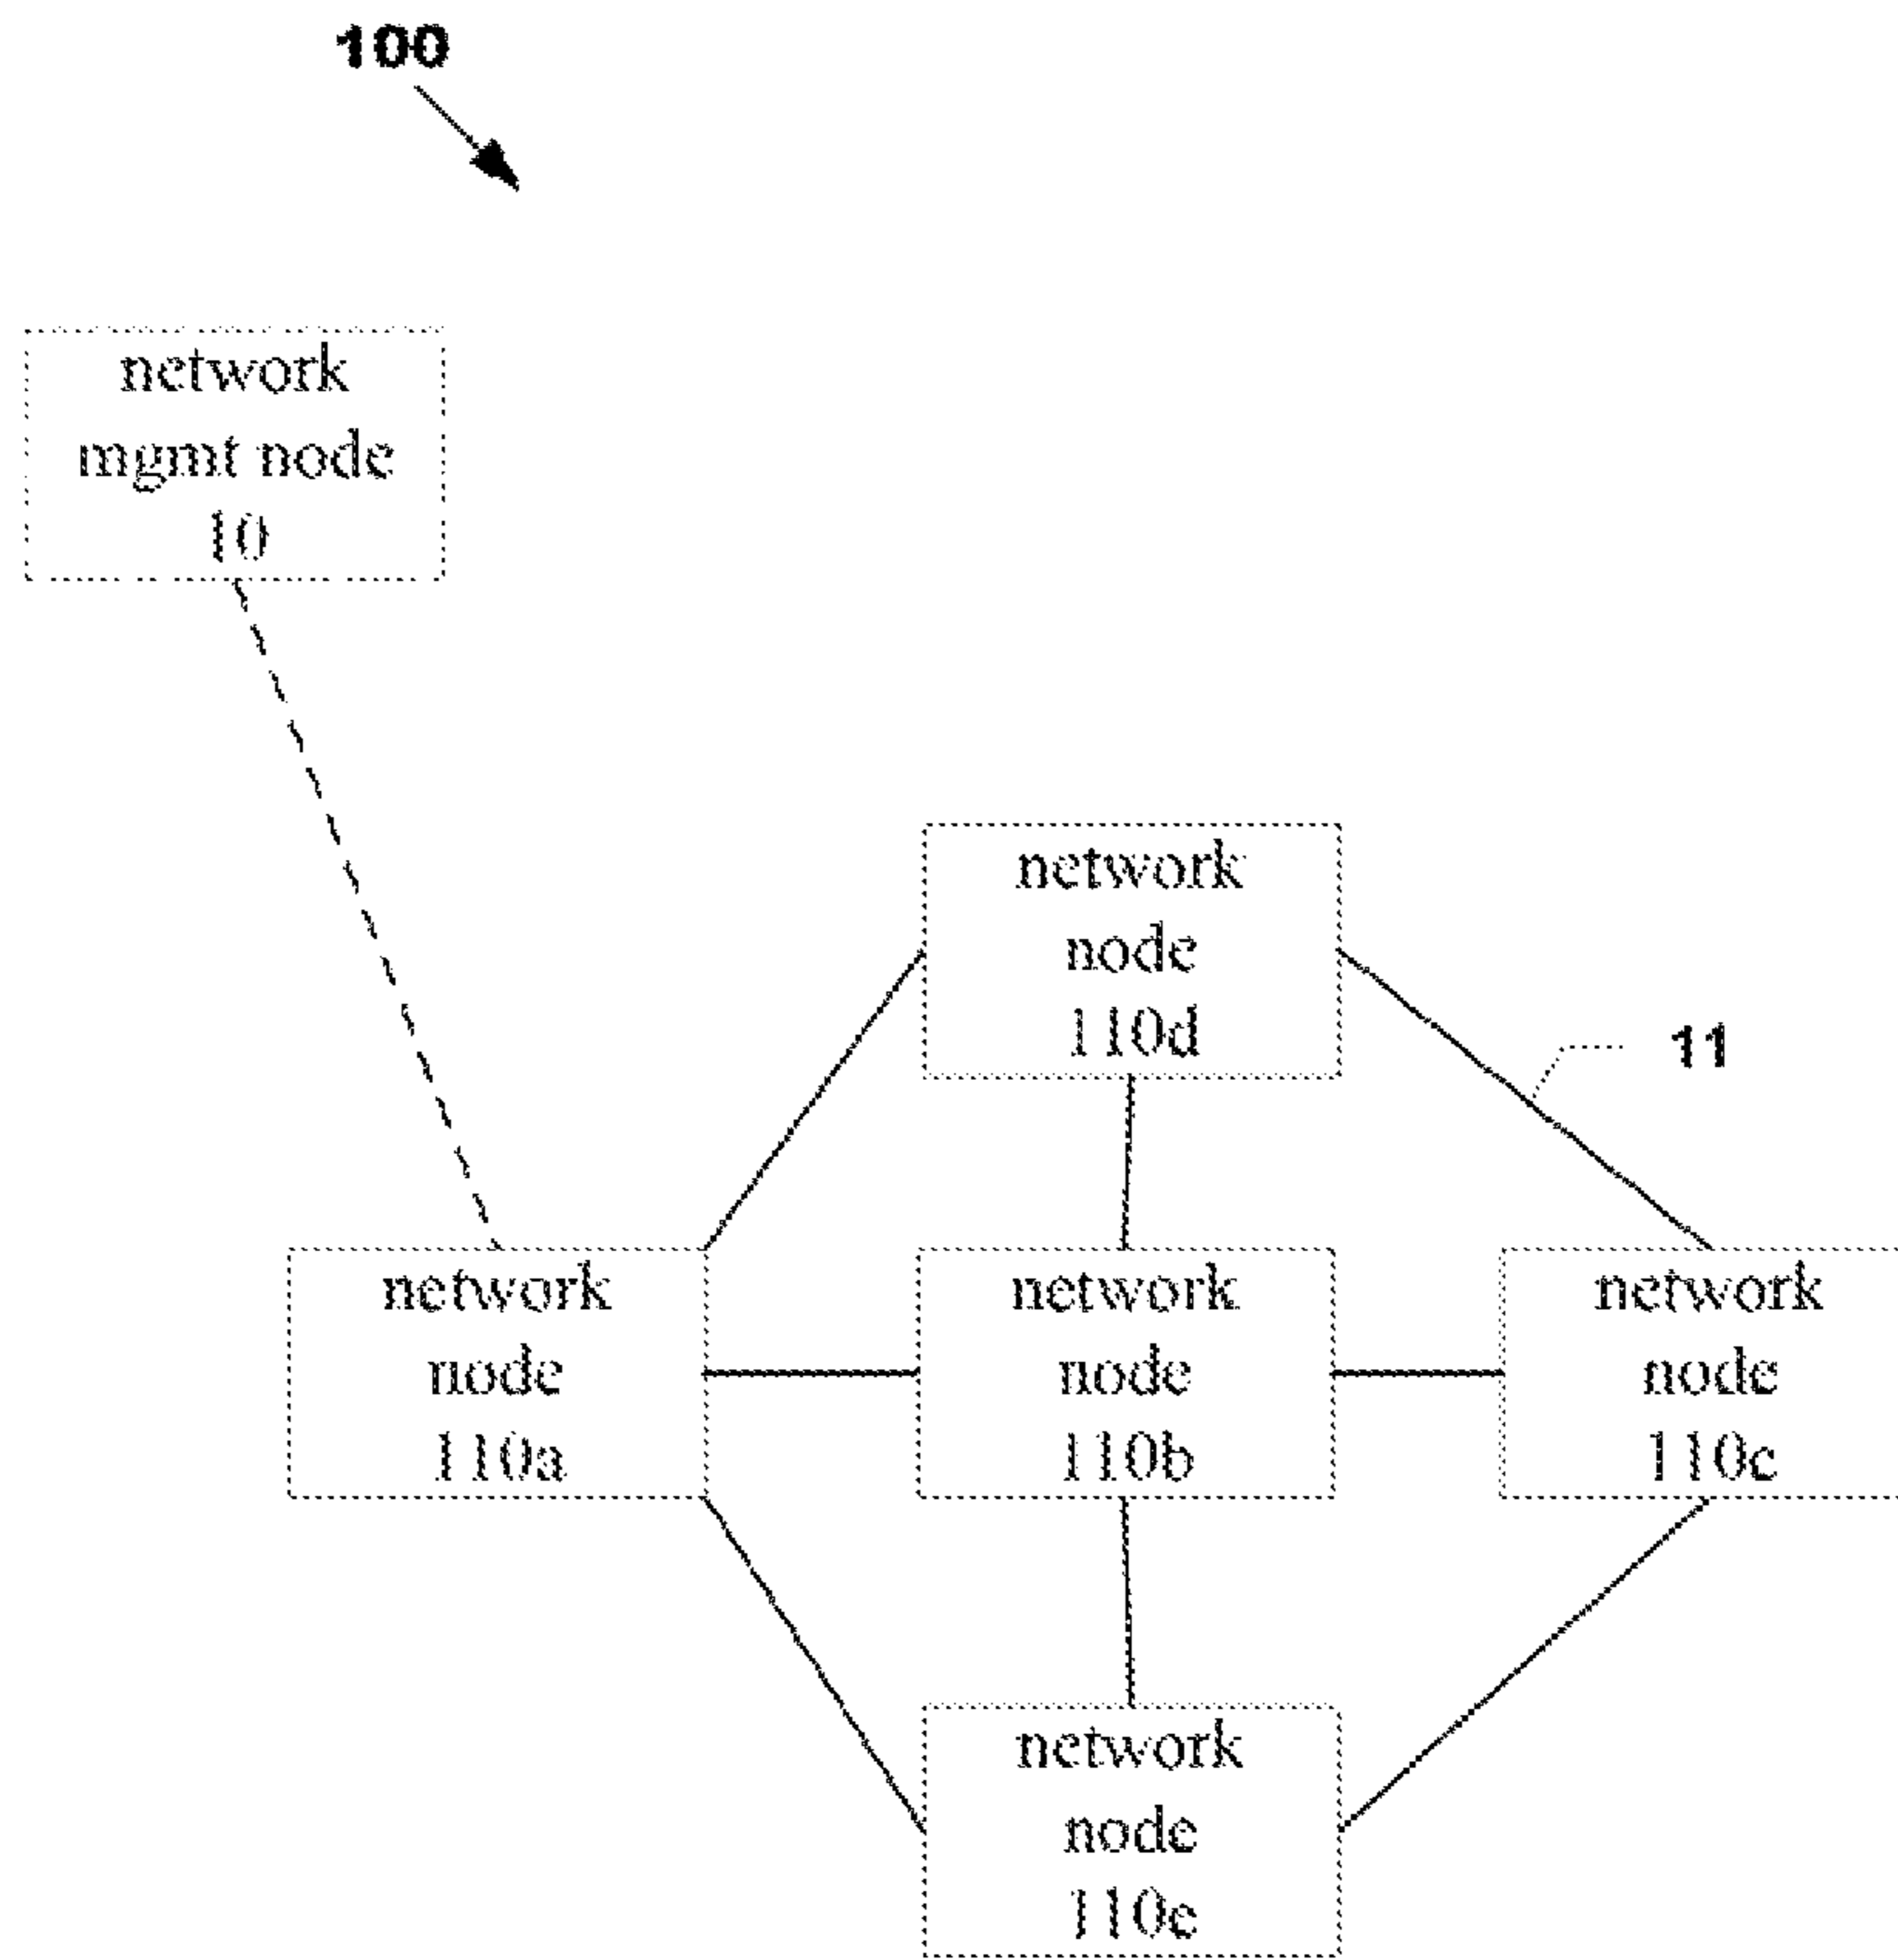 100
network
mgmt node
10
network
node
110d
11
network
node
110a
network
node
110b
network
node
110c
network
node
110e